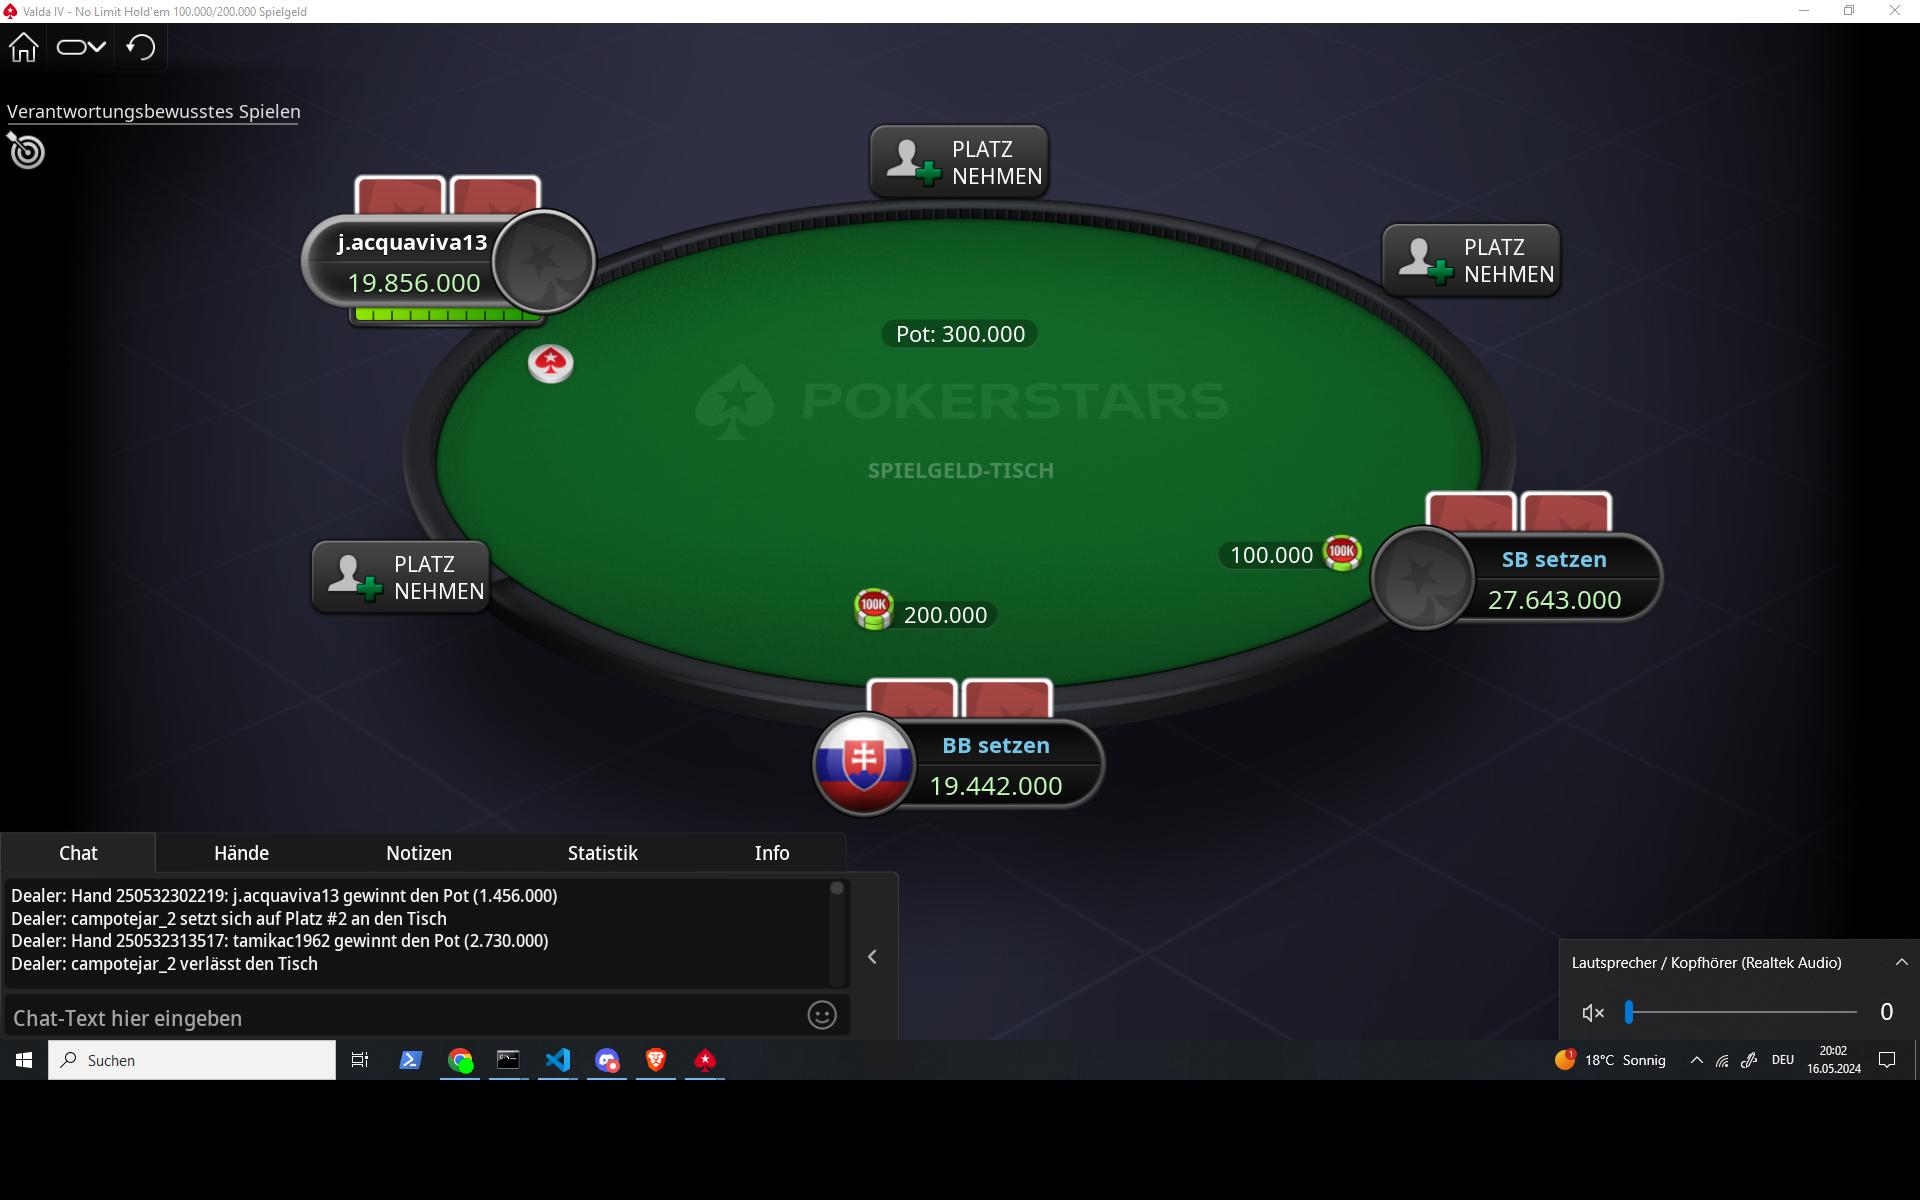 Valda IV - No Limit Hold'em 100.000/200.000 Spielgeld
Verantwortungsbewusstes Spielen
PLATZ
NEHMEN
j.acquaviva13
19.856.000
PLATZ
NEHMEN
Pot: 300.000
POKERSTARS
SPIELGELD-TISCH
PLATZ
NEHMEN
100.000
100K
SB setzen
27.643.000
100K
200.000
BB setzen
19.442.000
Chat
Hände
Notizen
Statistik
Info
Dealer: Hand 250532302219: j.acquaviva13 gewinnt den Pot (1.456.000)
Dealer: campotejar_2 setzt sich auf Platz #2 an den Tisch
Dealer: Hand 250532313517: tamikac1962 gewinnt den Pot (2.730.000)
Dealer: campotejar_2 verlässt den Tisch
Chat-Text hier eingeben
Lautsprecher / Kopfhörer (Realtek Audio)
0
Suchen
1
18°C Sonnig
DEU
20:02
16.05.2024